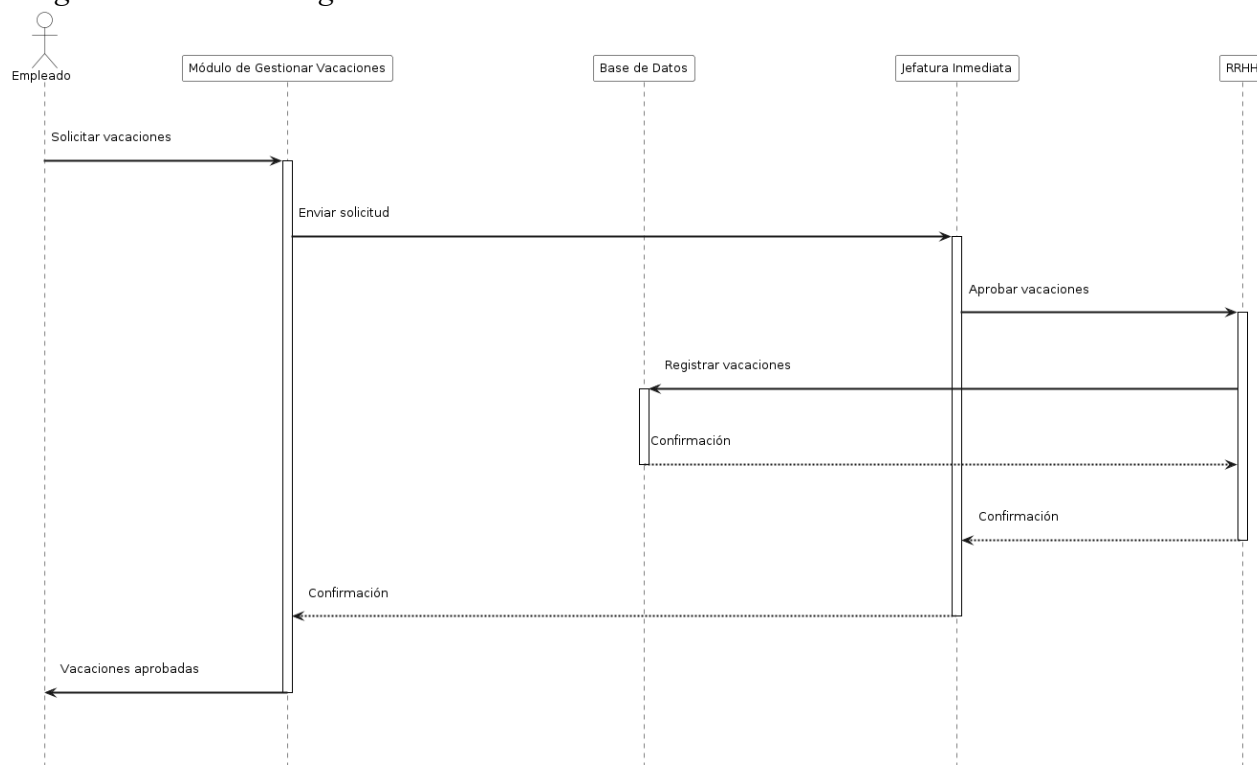 Empleado
Módulo de Gestionar Vacaciones
Base de Datos
Jefatura Inmediata
RRHH
Solicitar vacaciones
Enviar solicitud
Aprobar vacaciones
Registrar vacaciones
Confirmación
Confirmación
Confirmación
Vacaciones aprobadas